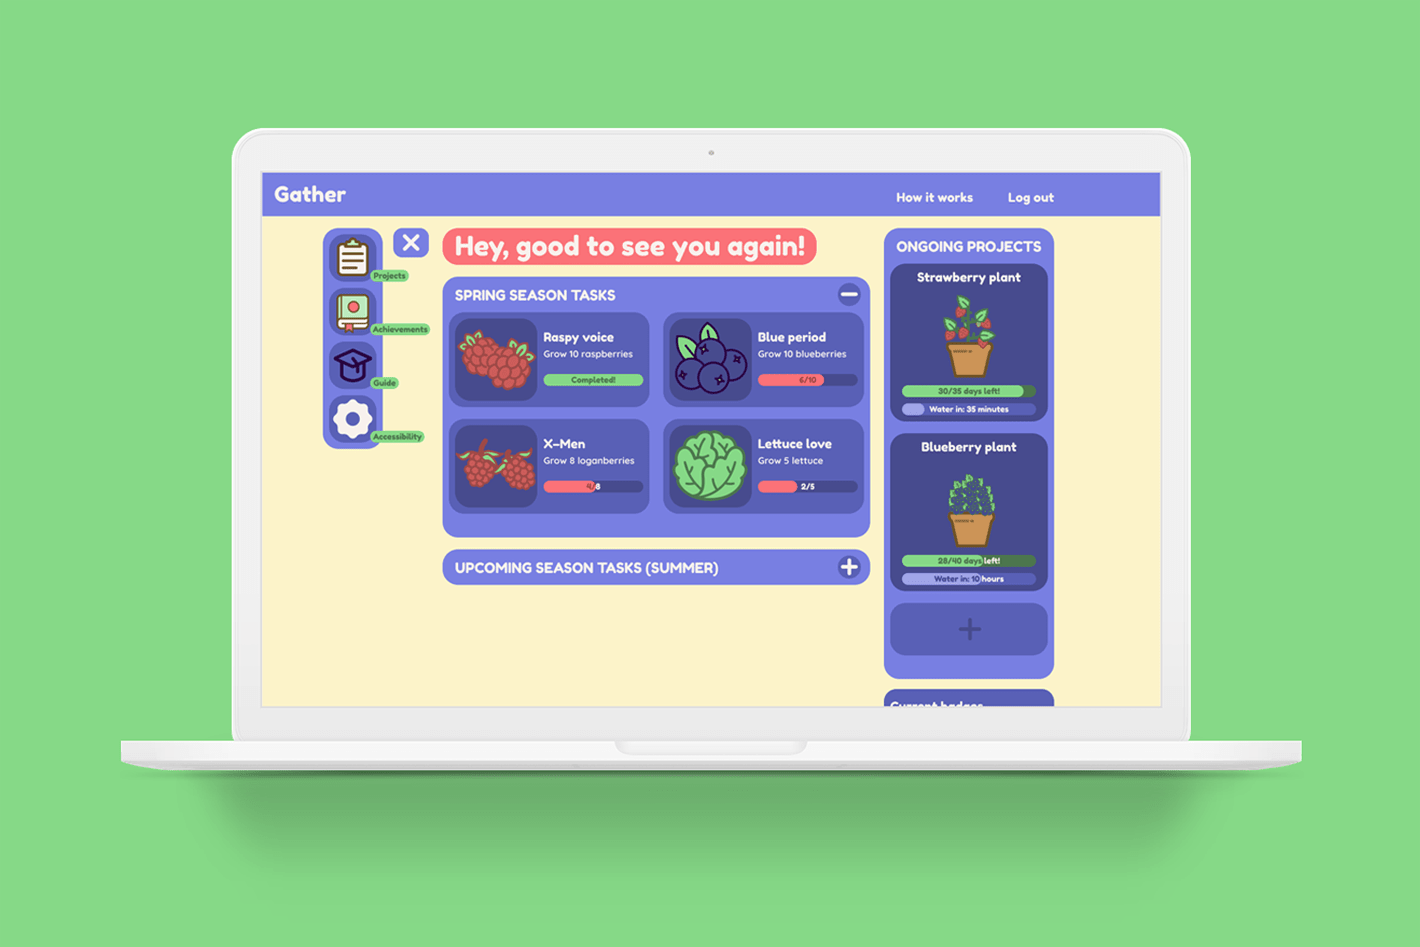 Gather
How it works
Log out
Projects
Achievements
Guide
Accessibility
Hey, good to see you again!
SPRING SEASON TASKS
Raspy voice
Grow 10 raspberries
Completed!
Blue period
Grow 10 blueberries
6/10
X-Men
Grow 8 loganberries
4/8
Lettuce love
Grow 5 lettuce
2/5
UPCOMING SEASON TASKS (SUMMER)
ONGOING PROJECTS
Strawberry plant
30/35 days left!
Water in: 35 minutes
Blueberry plant
28/40 days left!
Water in: 10 hours
Current badges